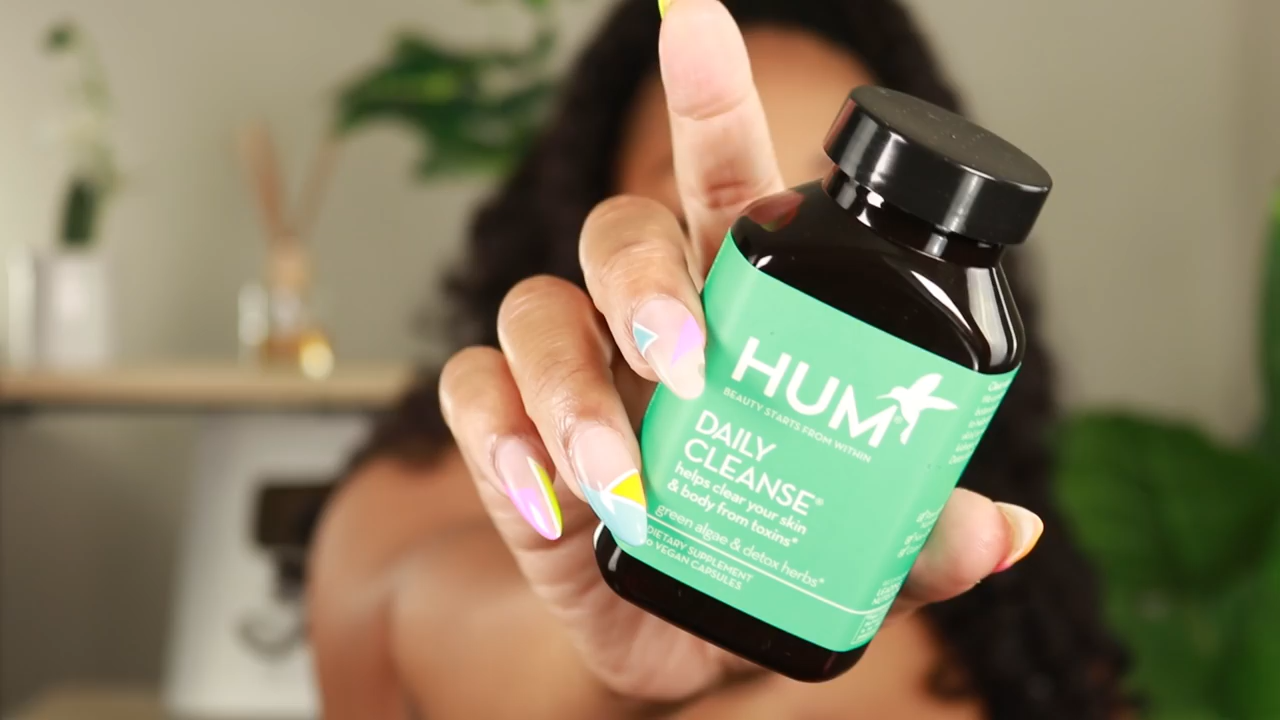 HUM
BEAUTY STARTS FROM WITHIN
DAILY
CLEANSE®
helps clear your skin
& body from toxins*
green algae & detox herbs*
DIETARY SUPPLEMENT
VEGAN CAPSULES